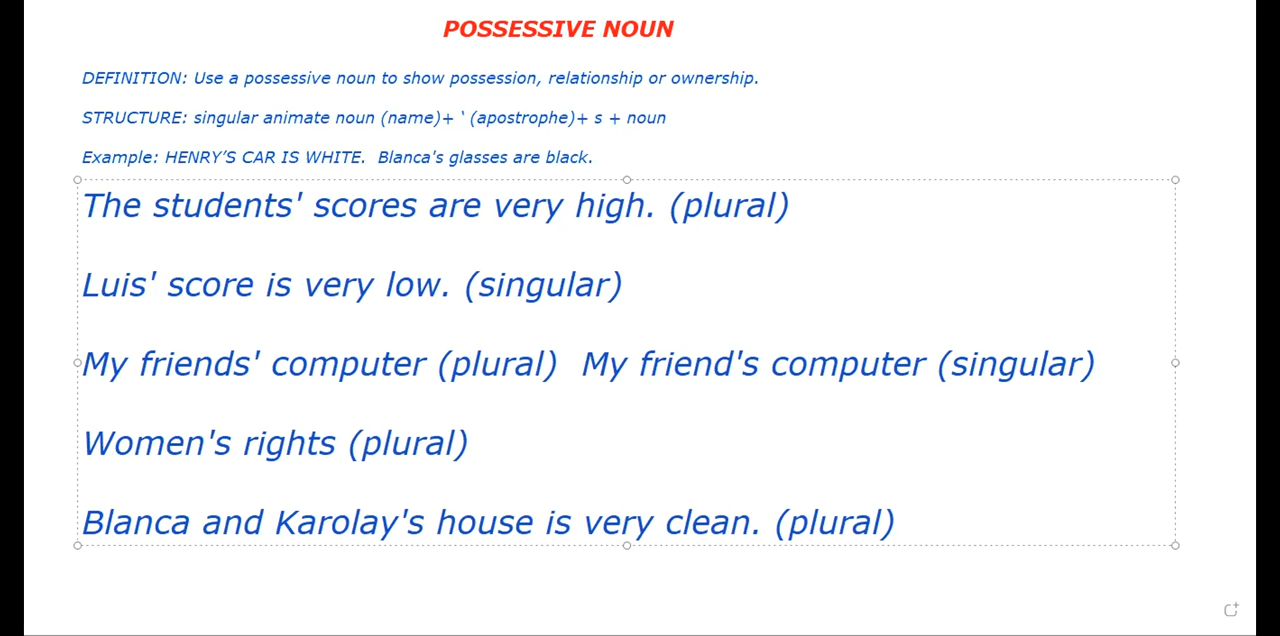 POSSESSIVE NOUN
DEFINITION: Use a possessive noun to show possession, relationship or ownership.
STRUCTURE: singular animate noun (name)+ ‘ (apostrophe)+ s + noun
Example: HENRY’S CAR IS WHITE.  Blanca's glasses are black.
The students' scores are very high. (plural)
Luis' score is very low. (singular)
My friends' computer (plural)  My friend's computer (singular)
Women's rights (plural)
Blanca and Karolay's house is very clean. (plural)